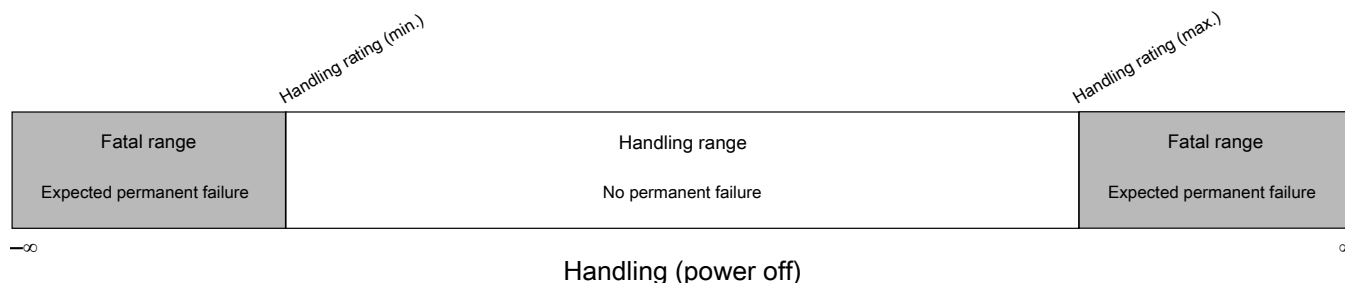 Handling rating (min.)
Handling rating (max.)
Fatal range
Handling range
Fatal range
Expected permanent failure
No permanent failure
Expected permanent failure
–∞
∞
Handling (power off)